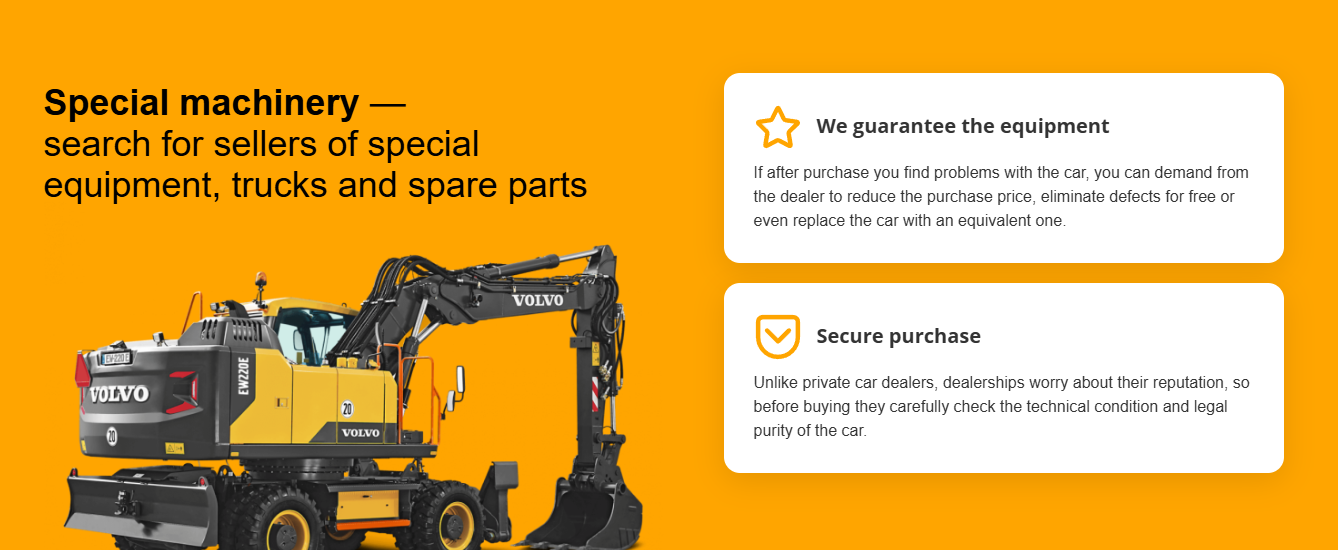 Special machinery —
search for sellers of special
equipment, trucks and spare parts
We guarantee the equipment
If after purchase you find problems with the car, you can demand from
the dealer to reduce the purchase price, eliminate defects for free or
even replace the car with an equivalent one.
Secure purchase
Unlike private car dealers, dealerships worry about their reputation, so
before buying they carefully check the technical condition and legal
purity of the car.
VOLVO
EW220E
VOLVO
EW220E
20
VOLVO
20